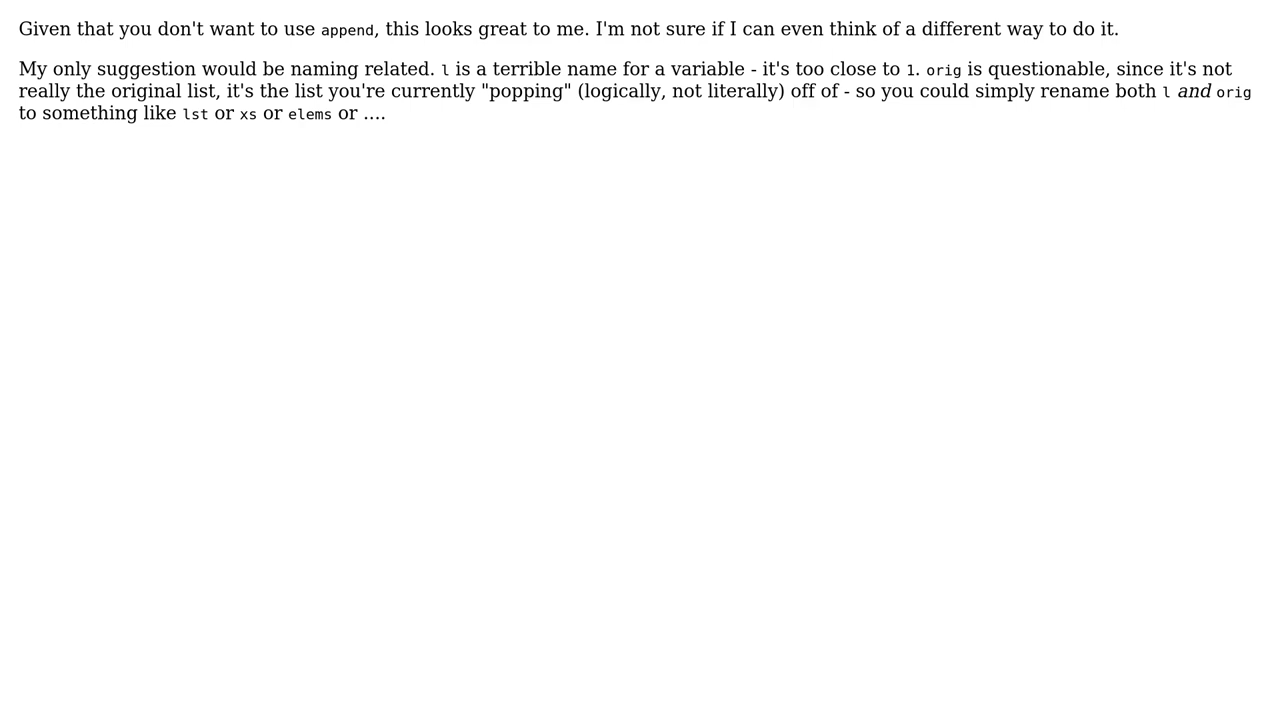 Given that you don't want to use append, this looks great to me. I'm not sure if I can even think of a different way to do it.
My only suggestion would be naming related. l is a terrible name for a variable - it's too close to 1. orig is questionable, since it's not
really the original list, it's the list you're currently "popping" (logically, not literally) off of - so you could simply rename both l and orig
to something like lst or xs or elems or ....